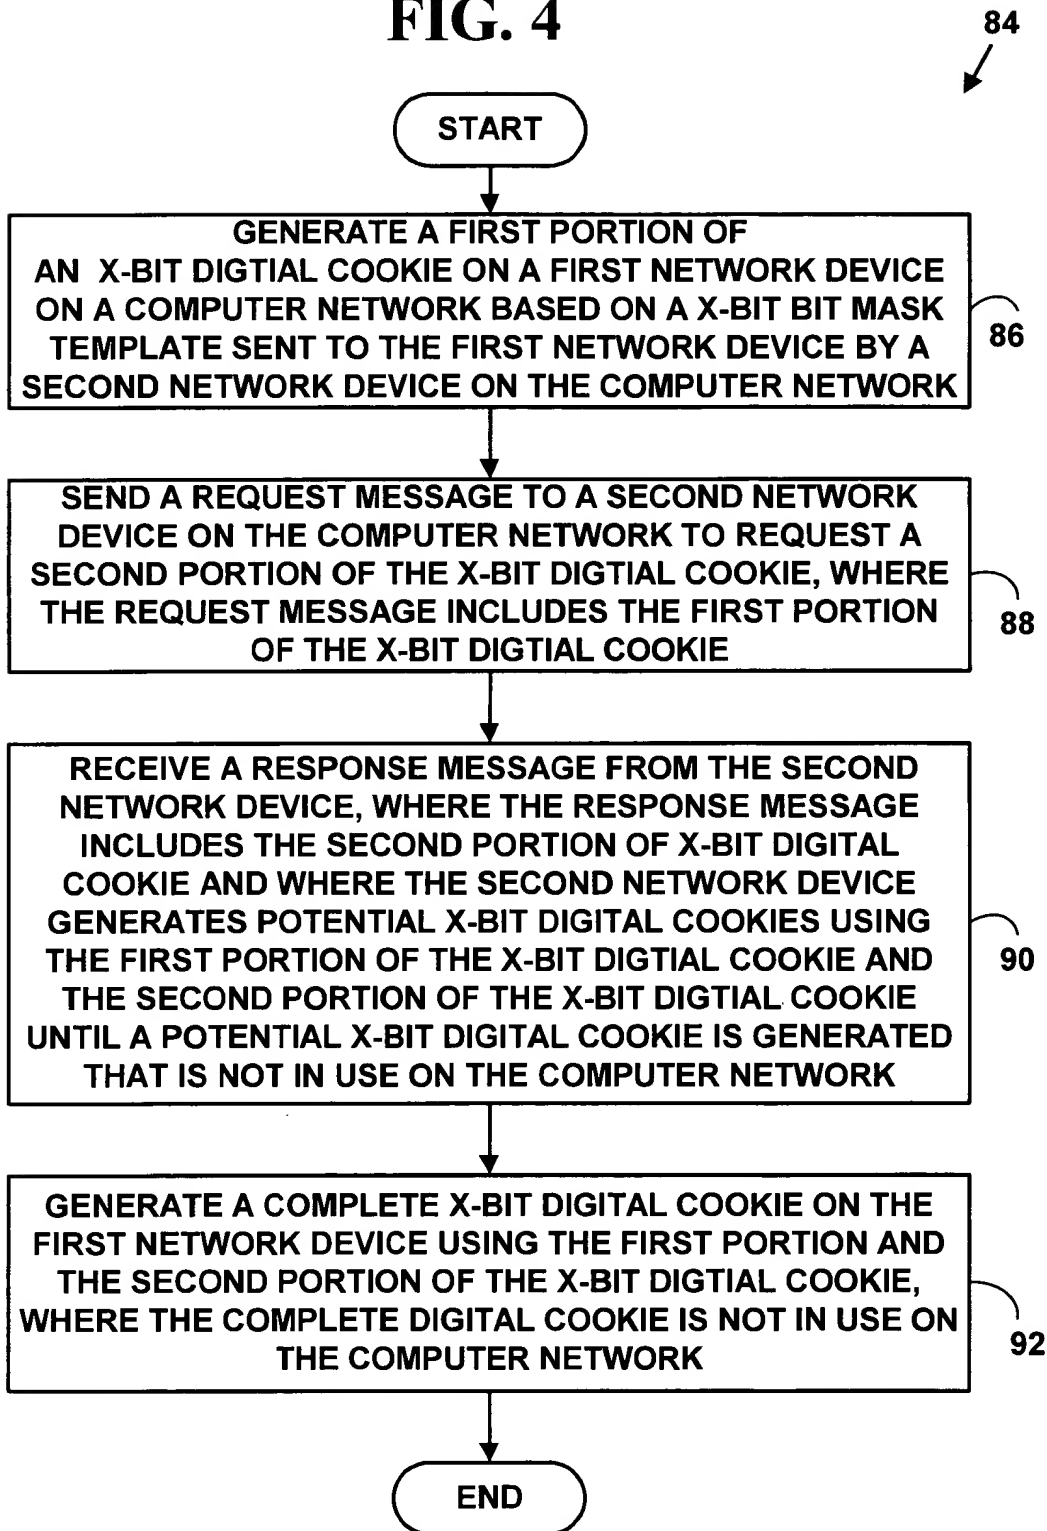 FIG. 4
84
START
GENERATE A FIRST PORTION OF
AN X-BIT DIGTIAL COOKIE ON A FIRST NETWORK DEVICE
ON A COMPUTER NETWORK BASED ON A X-BIT BIT MASK
TEMPLATE SENT TO THE FIRST NETWORK DEVICE BY A
SECOND NETWORK DEVICE ON THE COMPUTER NETWORK
86
SEND A REQUEST MESSAGE TO A SECOND NETWORK
DEVICE ON THE COMPUTER NETWORK TO REQUEST A
SECOND PORTION OF THE X-BIT DIGTIAL COOKIE, WHERE
THE REQUEST MESSAGE INCLUDES THE FIRST PORTION
OF THE X-BIT DIGTIAL COOKIE
88
RECEIVE A RESPONSE MESSAGE FROM THE SECOND
NETWORK DEVICE, WHERE THE RESPONSE MESSAGE
INCLUDES THE SECOND PORTION OF X-BIT DIGITAL
COOKIE AND WHERE THE SECOND NETWORK DEVICE
GENERATES POTENTIAL X-BIT DIGITAL COOKIES USING
THE FIRST PORTION OF THE X-BIT DIGTIAL COOKIE AND
THE SECOND PORTION OF THE X-BIT DIGTIAL COOKIE
UNTIL A POTENTIAL X-BIT DIGITAL COOKIE IS GENERATED
THAT IS NOT IN USE ON THE COMPUTER NETWORK
90
GENERATE A COMPLETE X-BIT DIGITAL COOKIE ON THE
FIRST NETWORK DEVICE USING THE FIRST PORTION AND
THE SECOND PORTION OF THE X-BIT DIGTIAL COOKIE,
WHERE THE COMPLETE DIGITAL COOKIE IS NOT IN USE ON
THE COMPUTER NETWORK
92
END